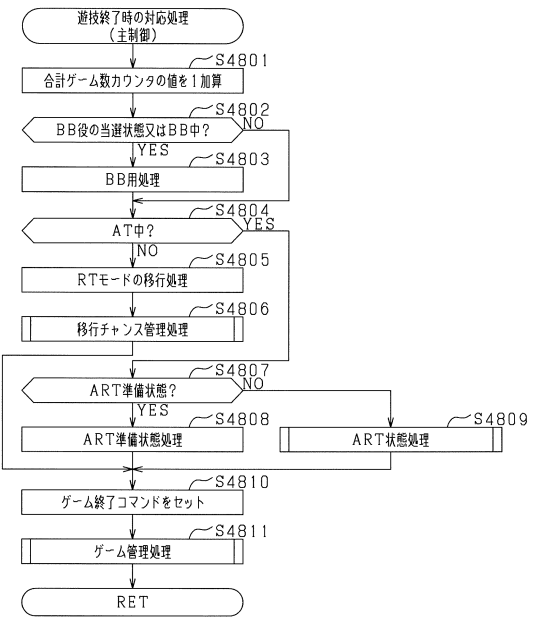 遊技終了時の対応処理
(主制御)
S4801
合計ゲーム数カウンタの値を1加算
S4802
BB役の当選状態又はBB中?
NO
YES
S4803
BB用処理
S4804
AT中?
YES
NO
S4805
RTモードの移行処理
S4806
移行チャンス管理処理
S4807
ART準備状態?
NO
YES
S4808
ART準備状態処理
S4809
ART状態処理
S4810
ゲーム終了コマンドをセット
S4811
ゲーム管理処理
RET